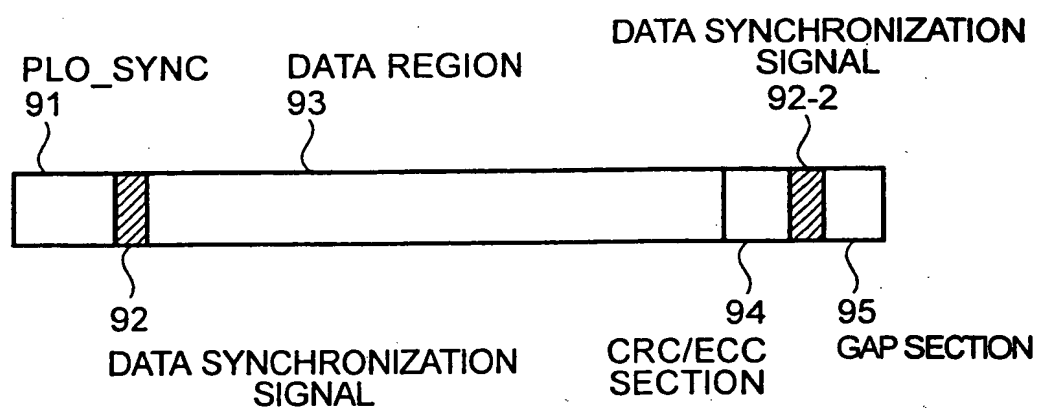 PLO_SYNC
91
DATA REGION
93
DATA SYNCHRONIZATION
SIGNAL
92-2
92
DATA SYNCHRONIZATION
SIGNAL
94
CRC/ECC
SECTION
95
GAP SECTION